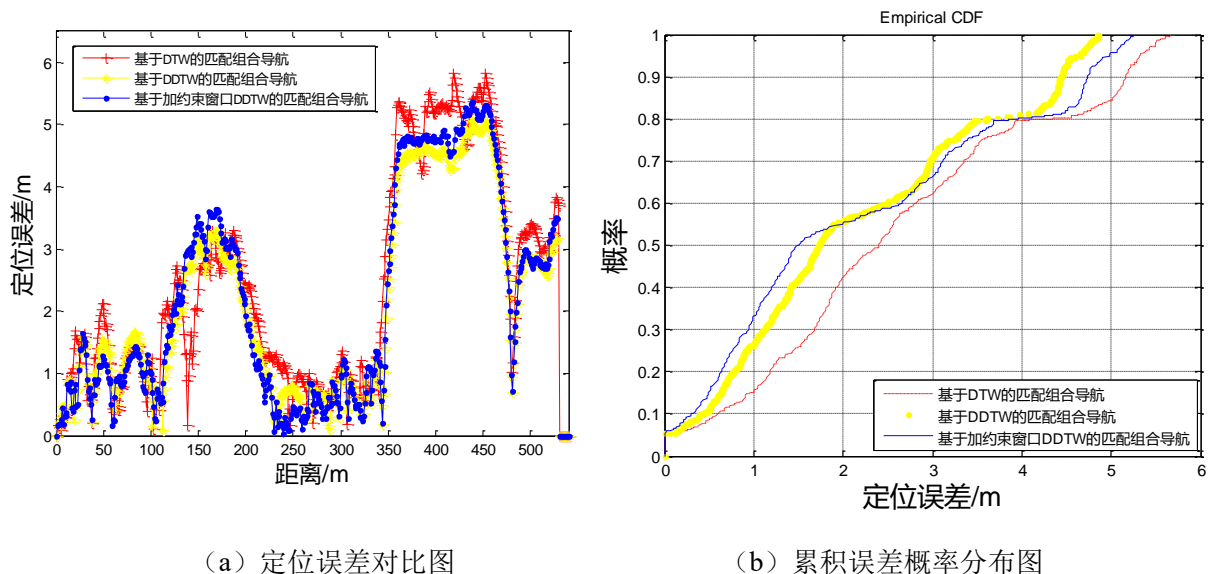 基于DTW的匹配组合导航
基于DDTW的匹配组合导航
基于加约束窗口DDTW的匹配组合导航
6
5
4
3
2
1
0
定位误差/m
0 50 100 150 200 250 300 350 400 450 500
距离/m
(a)定位误差对比图
Empirical CDF
1
0.9
0.8
0.7
0.6
0.5
0.4
0.3
0.2
0.1
0
概率
基于DTW的匹配组合导航
基于DDTW的匹配组合导航
基于加约束窗口DDTW的匹配组合导航
0 1 2 3 4 5 6
定位误差/m
(b)累积误差概率分布图